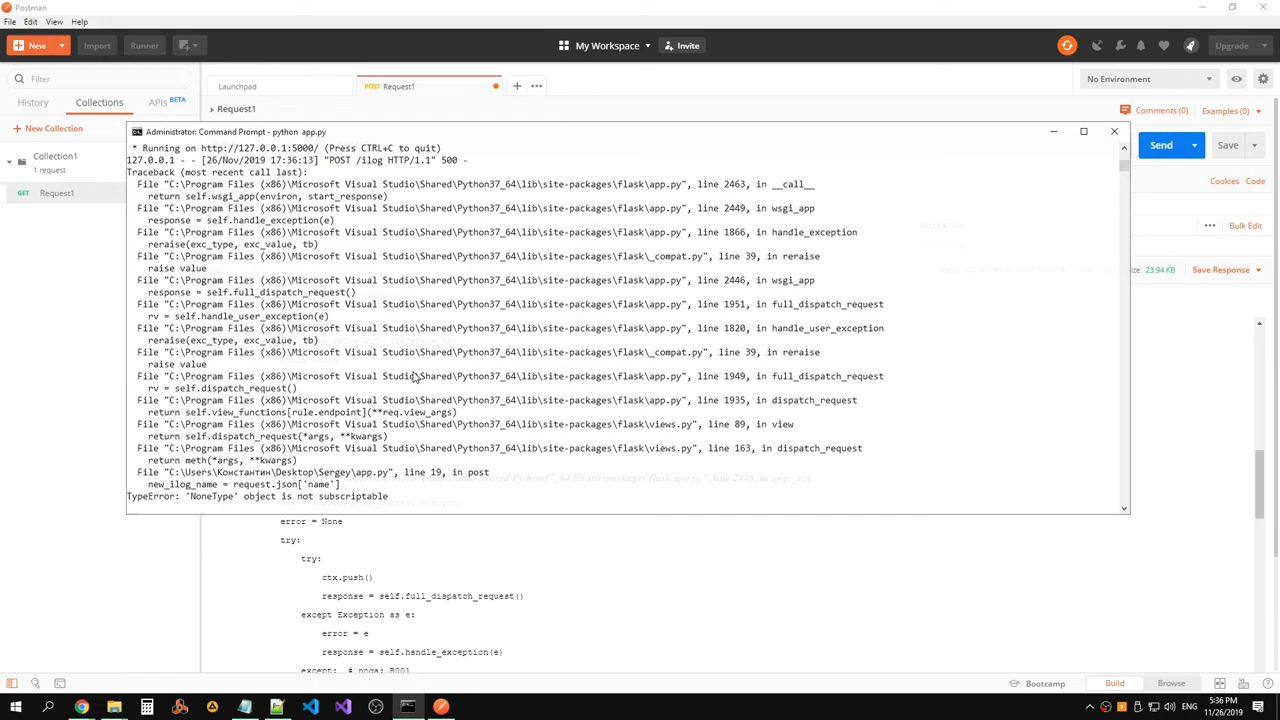 Postman
File Edit View Help
New
Import
Runner
My Workspace
Invite
Upgrade
Filter
Launchpad
POST Request1
No Environment
History
Collections
APIs BETA
Request1
Comments (0)
Examples (0)
New Collection
Collection1
1 request
GET Request1
Send
Save
Cookies Code
Bulk Edit
Size: 23.94 KB
Save Response
Administrator: Command Prompt - python app.py
* Running on http://127.0.0.1:5000/ (Press CTRL+C to quit)
127.0.0.1 - - [26/Nov/2019 17:36:13] "POST /ilog HTTP/1.1" 500 -
Traceback (most recent call last):
File "C:\Program Files (x86)\Microsoft Visual Studio\Shared\Python37_64\lib\site-packages\flask\app.py", line 2463, in __call__
return self.wsgi_app(environ, start_response)
File "C:\Program Files (x86)\Microsoft Visual Studio\Shared\Python37_64\lib\site-packages\flask\app.py", line 2449, in wsgi_app
response = self.handle_exception(e)
File "C:\Program Files (x86)\Microsoft Visual Studio\Shared\Python37_64\lib\site-packages\flask\app.py", line 1866, in handle_exception
reraise(exc_type, exc_value, tb)
File "C:\Program Files (x86)\Microsoft Visual Studio\Shared\Python37_64\lib\site-packages\flask\_compat.py", line 39, in reraise
raise value
File "C:\Program Files (x86)\Microsoft Visual Studio\Shared\Python37_64\lib\site-packages\flask\app.py", line 2446, in wsgi_app
response = self.full_dispatch_request()
File "C:\Program Files (x86)\Microsoft Visual Studio\Shared\Python37_64\lib\site-packages\flask\app.py", line 1951, in full_dispatch_request
rv = self.handle_user_exception(e)
File "C:\Program Files (x86)\Microsoft Visual Studio\Shared\Python37_64\lib\site-packages\flask\app.py", line 1820, in handle_user_exception
reraise(exc_type, exc_value, tb)
File "C:\Program Files (x86)\Microsoft Visual Studio\Shared\Python37_64\lib\site-packages\flask\_compat.py", line 39, in reraise
raise value
File "C:\Program Files (x86)\Microsoft Visual Studio\Shared\Python37_64\lib\site-packages\flask\app.py", line 1949, in full_dispatch_request
rv = self.dispatch_request()
File "C:\Program Files (x86)\Microsoft Visual Studio\Shared\Python37_64\lib\site-packages\flask\app.py", line 1935, in dispatch_request
return self.view_functions[rule.endpoint](**req.view_args)
File "C:\Program Files (x86)\Microsoft Visual Studio\Shared\Python37_64\lib\site-packages\flask\views.py", line 89, in view
return self.dispatch_request(*args, **kwargs)
File "C:\Program Files (x86)\Microsoft Visual Studio\Shared\Python37_64\lib\site-packages\flask\views.py", line 163, in dispatch_request
return meth(*args, **kwargs)
File "C:\Users\Константин\Desktop\Sergey\app.py", line 19, in post
new_ilog_name = request.json['name']
TypeError: 'NoneType' object is not subscriptable
error = None
try:
try:
ctx.push()
response = self.full_dispatch_request()
except Exception as e:
error = e
response = self.handle_exception(e)
except: # noqa: B001
Bootcamp
Build
Browse
ENG
5:36 PM
11/26/2019